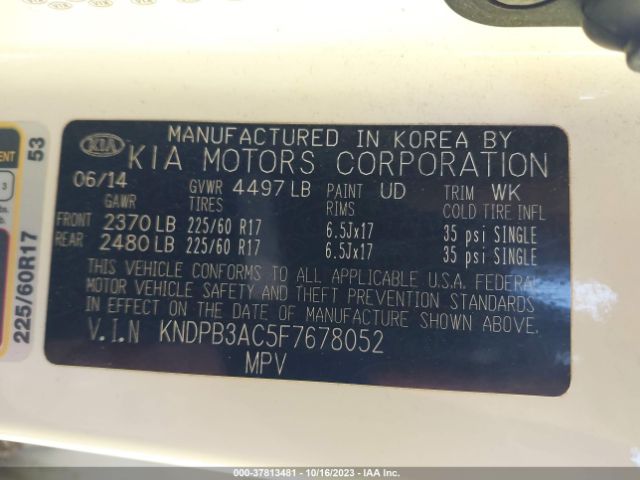 MANUFACTURED IN KOREA BY
KIA KIA MOTORS CORPORATION
06/14 GVWR 4497 LB PAINT UD TRIM WK
GAWR TIRES RIMS COLD TIRE INFL
FRONT 2370 LB 225/60 R17 6.5Jx17 35 psi SINGLE
REAR 2480 LB 225/60 R17 6.5Jx17 35 psi SINGLE
THIS VEHICLE CONFORMS TO ALL APPLICABLE U.S.A. FEDERAL
MOTOR VEHICLE SAFETY AND THEFT PREVENTION STANDARDS
IN EFFECT ON THE DATE OF MANUFACTURE SHOWN ABOVE.
V.I.N KNDPB3AC5F7678052
MPV
53
225/60R17
3
000-37813481 - 10/16/2023 - IAA Inc.